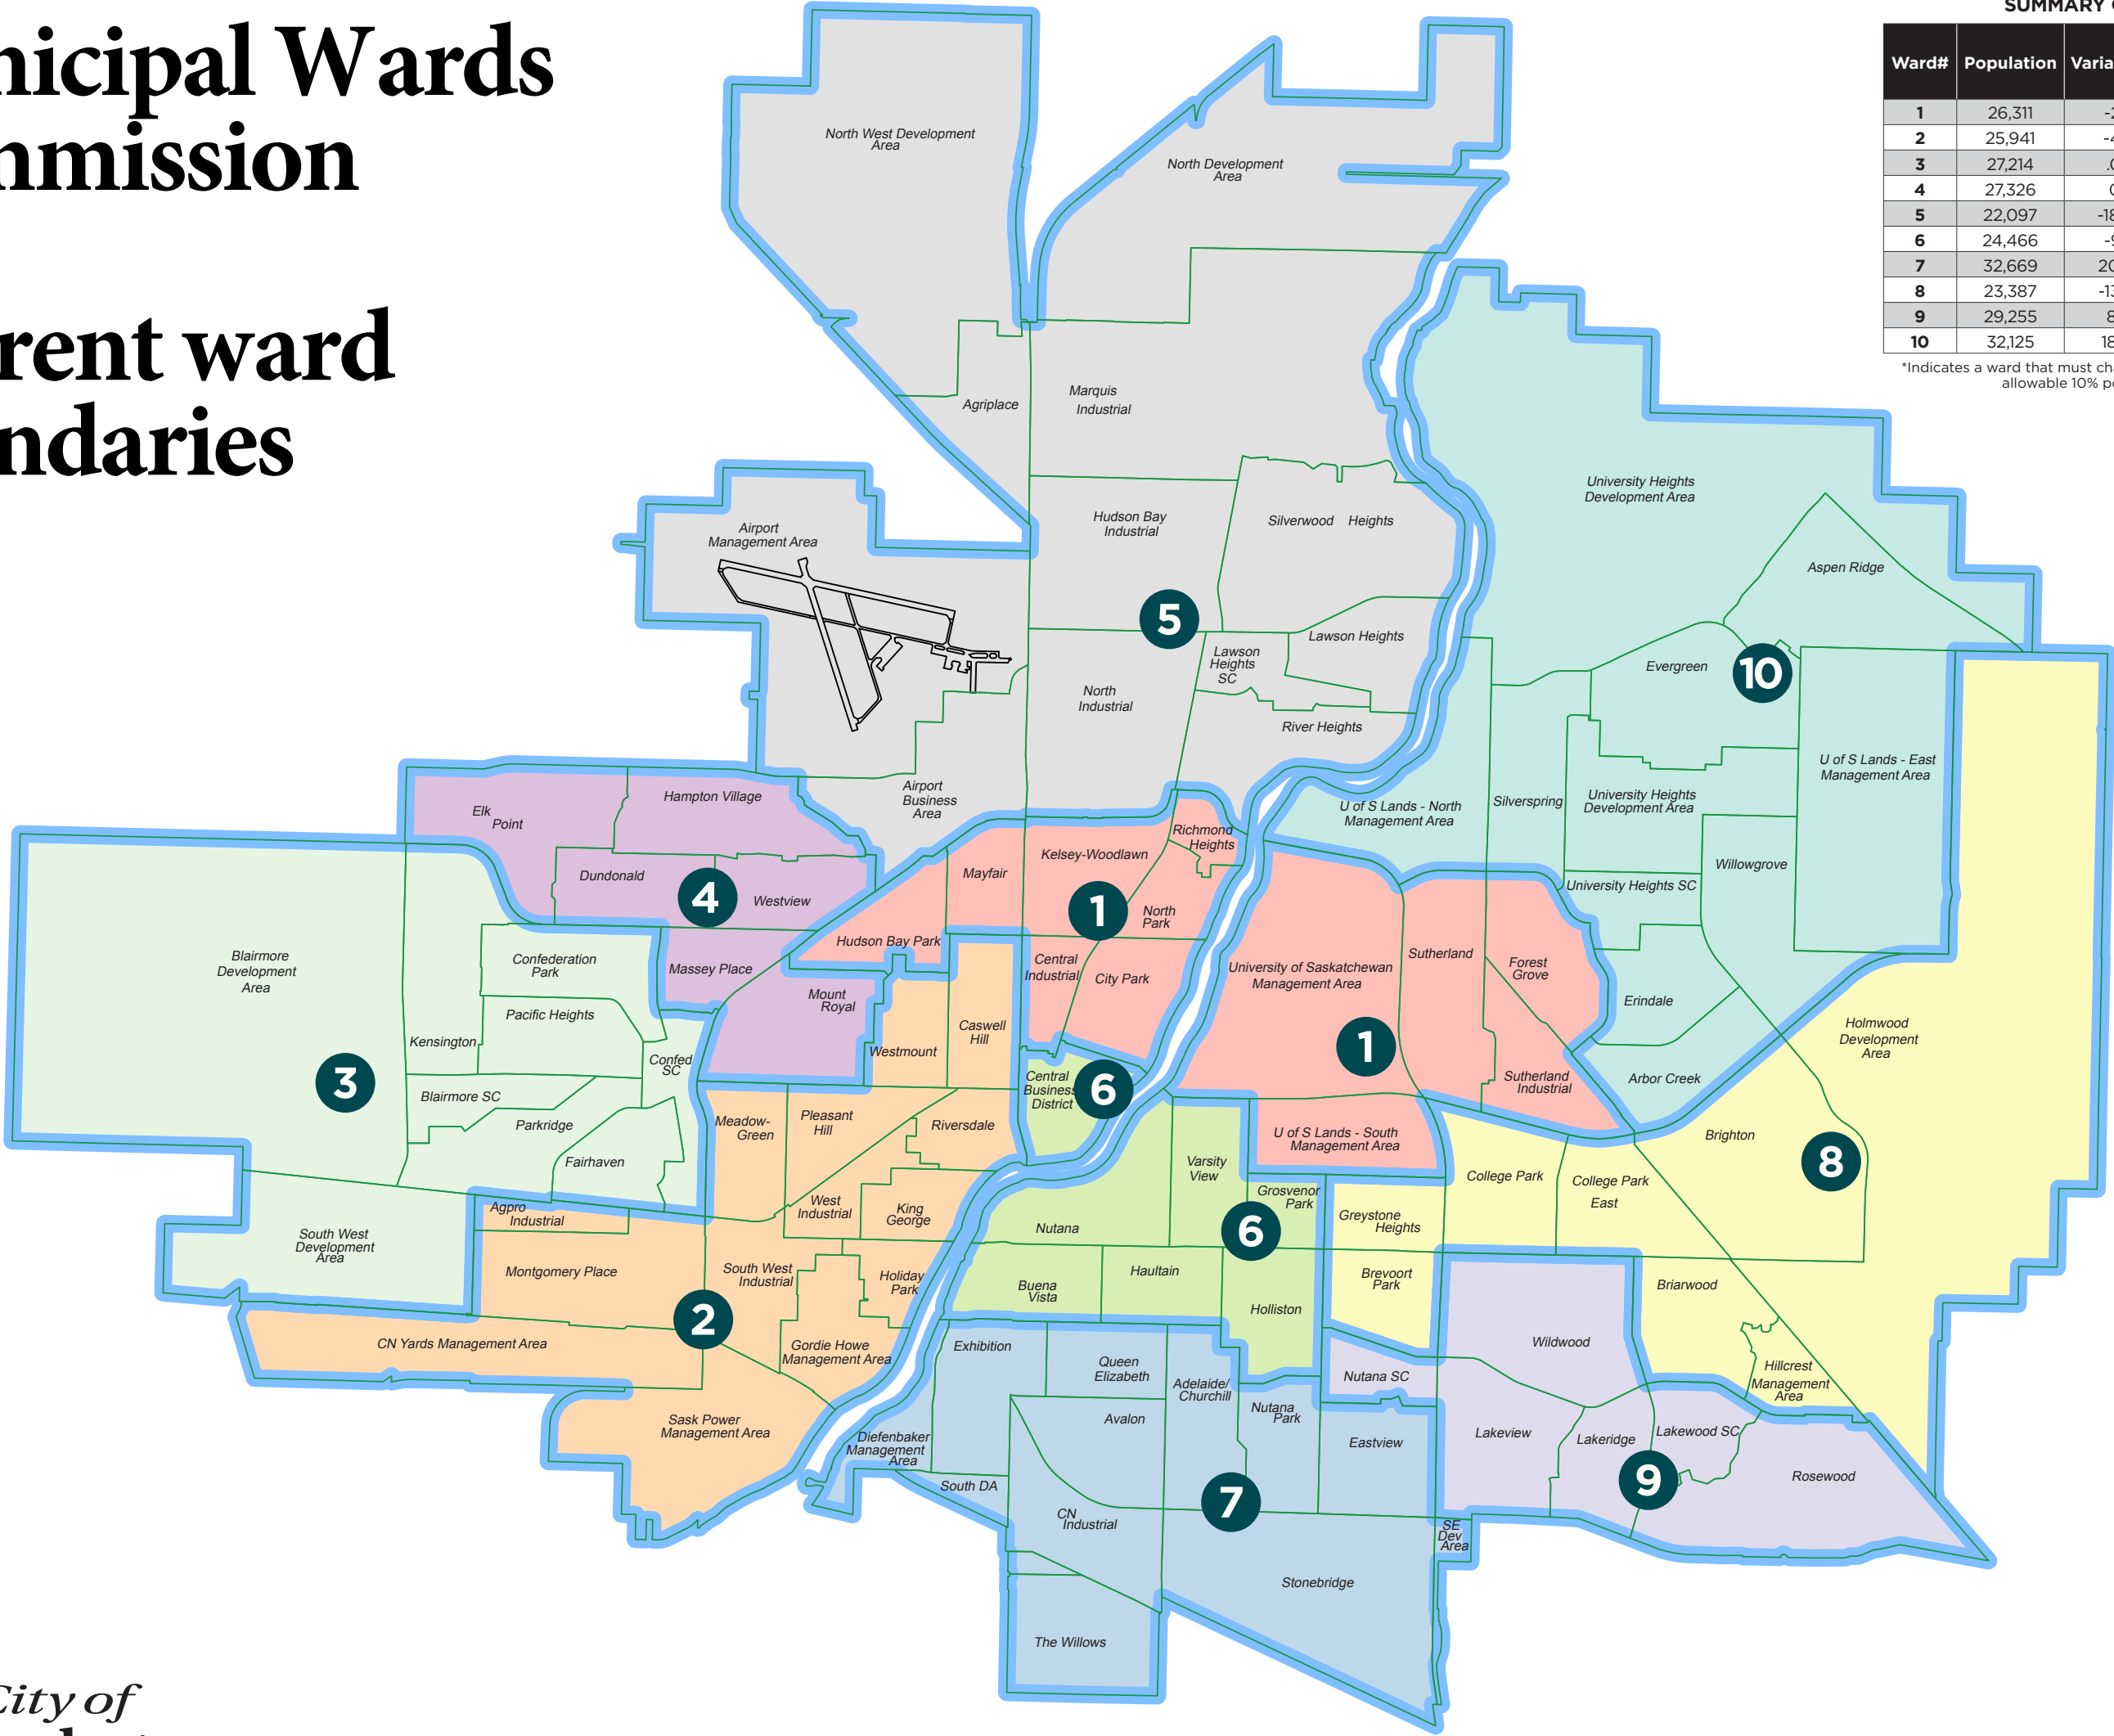 nicipal Wards
nmission
rent ward
ndaries
SUMMARY
Ward# Population Varia
1 26,311 -2
2 25,941 -4
3 27,214 .0
4 27,326 0
5 22,097 -18
6 24,466 -9
7 32,669 20
8 23,387 -13
9 29,255 8
10 32,125 18
*Indicates a ward that must cha
allowable 10% po
North West Development
Area
North Development
Area
Agriplace
Marquis
Industrial
University Heights
Development Area
Airport
Management Area
Hudson Bay
Industrial
Silverwood Heights
Aspen Ridge
5
Lawson Heights
Lawson
Heights
SC
Evergreen
10
North
Industrial
River Heights
U of S Lands - East
Management Area
Airport
Business
Area
U of S Lands - North
Management Area
Silverspring
University Heights
Development Area
Elk
Point
Hampton Village
Richmond
Heights
Kelsey-Woodlawn
Mayfair
Willowgrove
University Heights SC
Dundonald
4
Westview
1
North
Park
Hudson Bay Park
Blairmore
Development
Area
Confederation
Park
Massey Place
Mount
Royal
Central
Industrial
City Park
University of Saskatchewan
Management Area
Sutherland
Forest
Grove
Erindale
Pacific Heights
Kensington
Confed
SC
Westmount
Caswell
Hill
1
Holmwood
Development
Area
3
Blairmore SC
Parkridge
Fairhaven
Central
Business
District
6
Sutherland
Industrial
Arbor Creek
Meadow-
Green
Pleasant
Hill
Riversdale
U of S Lands - South
Management Area
Brighton
8
Varsity
View
College Park
College Park
East
Grosvenor
Park
Agpro
Industrial
West
Industrial
King
George
Nutana
6
Greystone
Heights
South West
Development
Area
Montgomery Place
South West
Industrial
Holiday
Park
Buena
Vista
Haultain
Holliston
Brevoort
Park
Briarwood
2
CN Yards Management Area
Gordie Howe
Management Area
Exhibition
Queen
Elizabeth
Adelaide/
Churchill
Nutana SC
Wildwood
Hillcrest
Management
Area
Sask Power
Management Area
Avalon
Nutana
Park
Eastview
Lakeview
Lakeridge
Lakewood SC
Diefenbaker
Management
Area
South DA
9
Rosewood
CN
Industrial
7
SE
Dev
Area
Stonebridge
The Willows
City of